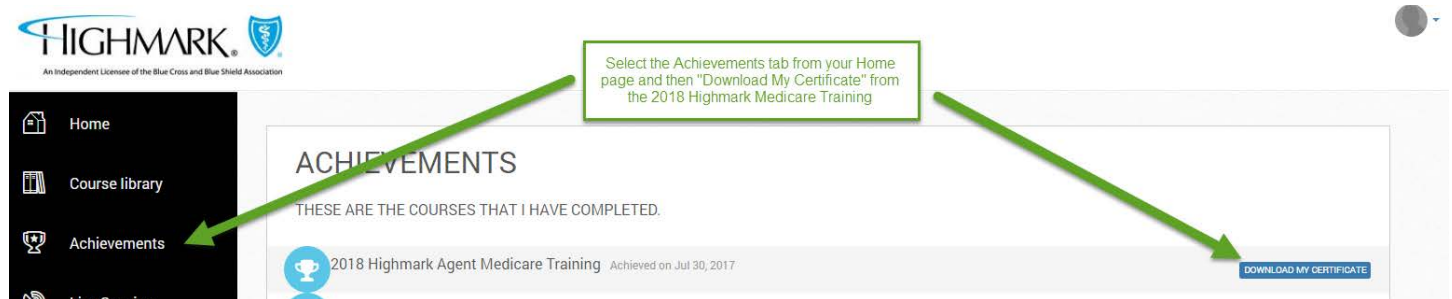 HIGHMARK®
An Independent Licensee of the Blue Cross and Blue Shield Association
Select the Achievements tab from your Home
page and then "Download My Certificate" from
the 2018 Highmark Medicare Training
Home
Course library
Achievements
ACHIEVEMENTS
THESE ARE THE COURSES THAT I HAVE COMPLETED.
2018 Highmark Agent Medicare Training Achieved on Jul 30, 2017
DOWNLOAD MY CERTIFICATE